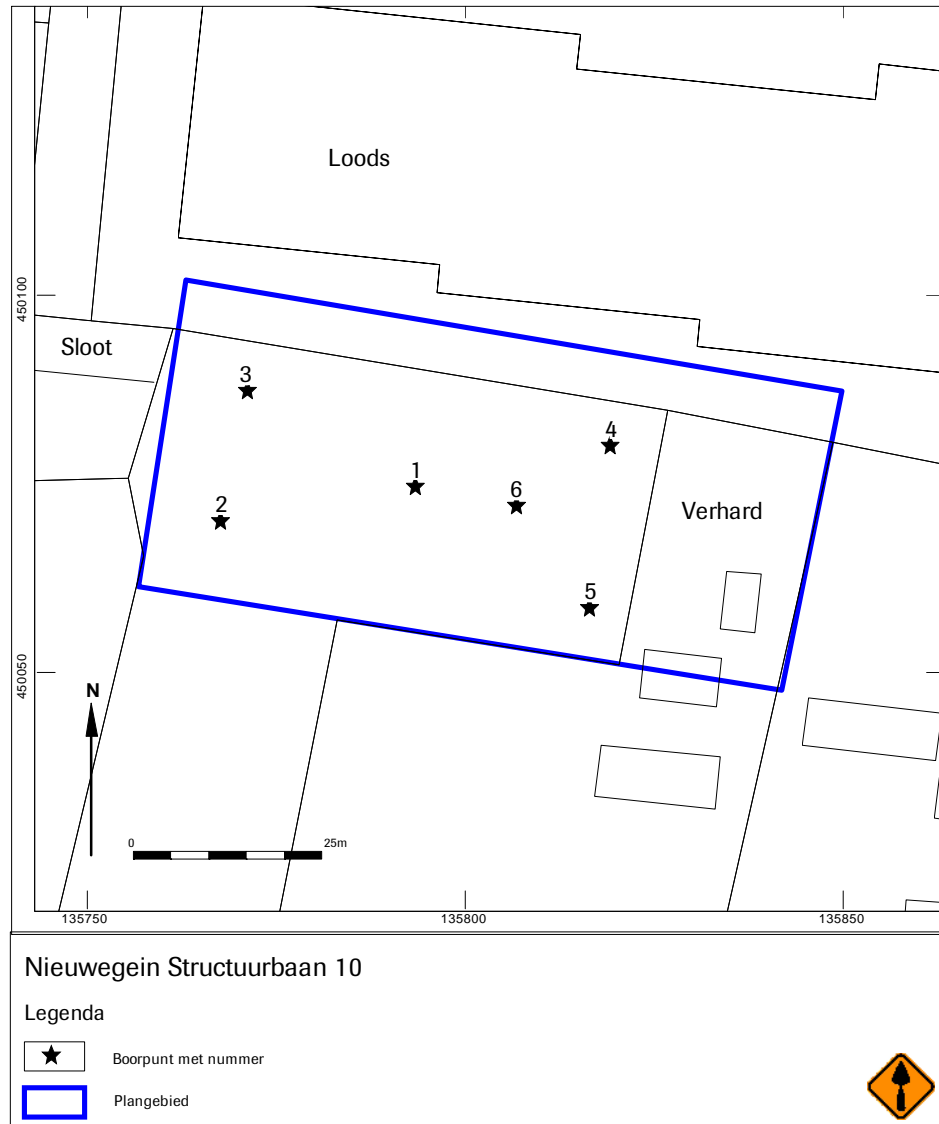 Loods
450100
Sloot
3
4
1
6
2
Verhard
5
450050
N
0 25m
135750 135800 135850
Nieuwegein Structuurbaan 10
Legenda
Boorpunt met nummer
Plangebied